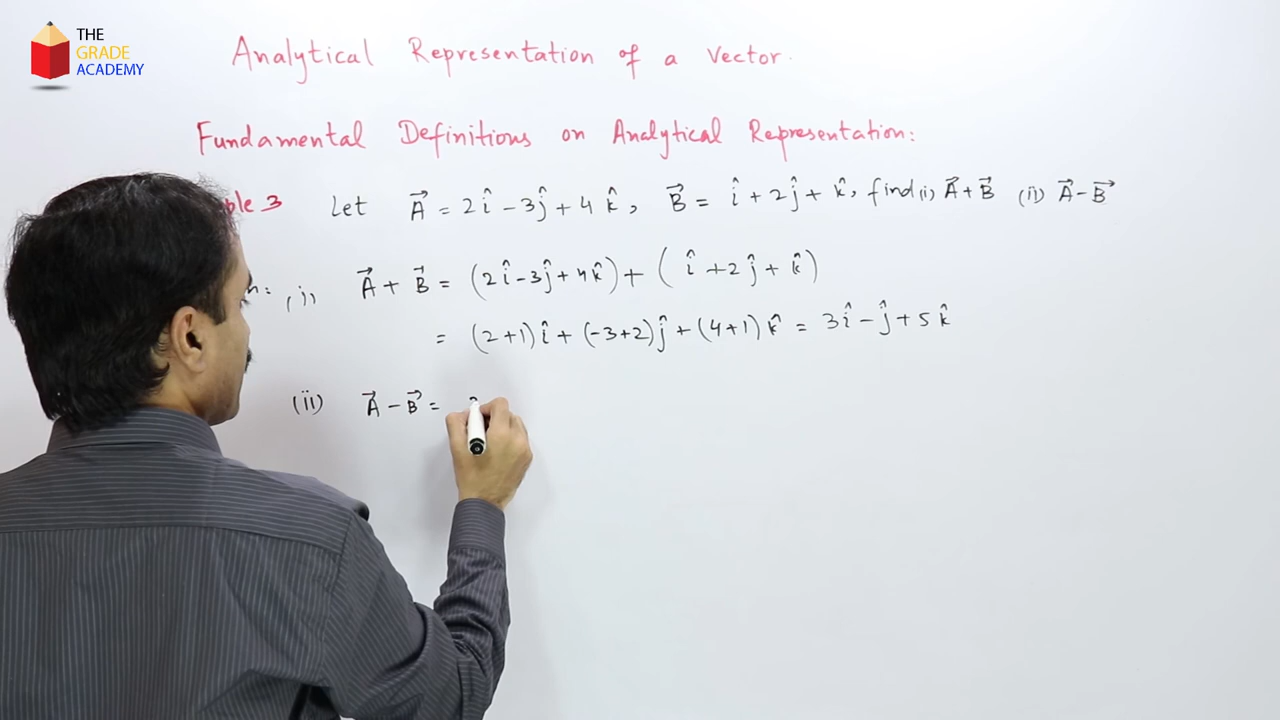 THE
GRADE
ACADEMY
Analytical Representation of a Vector.
Fundamental Definitions on Analytical Representation:
3 Let A⃗ = 2î - 3ĵ + 4k̂, B⃗ = î + 2ĵ + k̂, find (i) A⃗ + B⃗ (ii) A⃗ - B⃗
(i) A⃗ + B⃗ = (2î - 3ĵ + 4k̂) + (î + 2ĵ + k̂)
= (2+1)î + (-3+2)ĵ + (4+1)k̂ = 3î - ĵ + 5k̂
(ii) A⃗ - B⃗ =